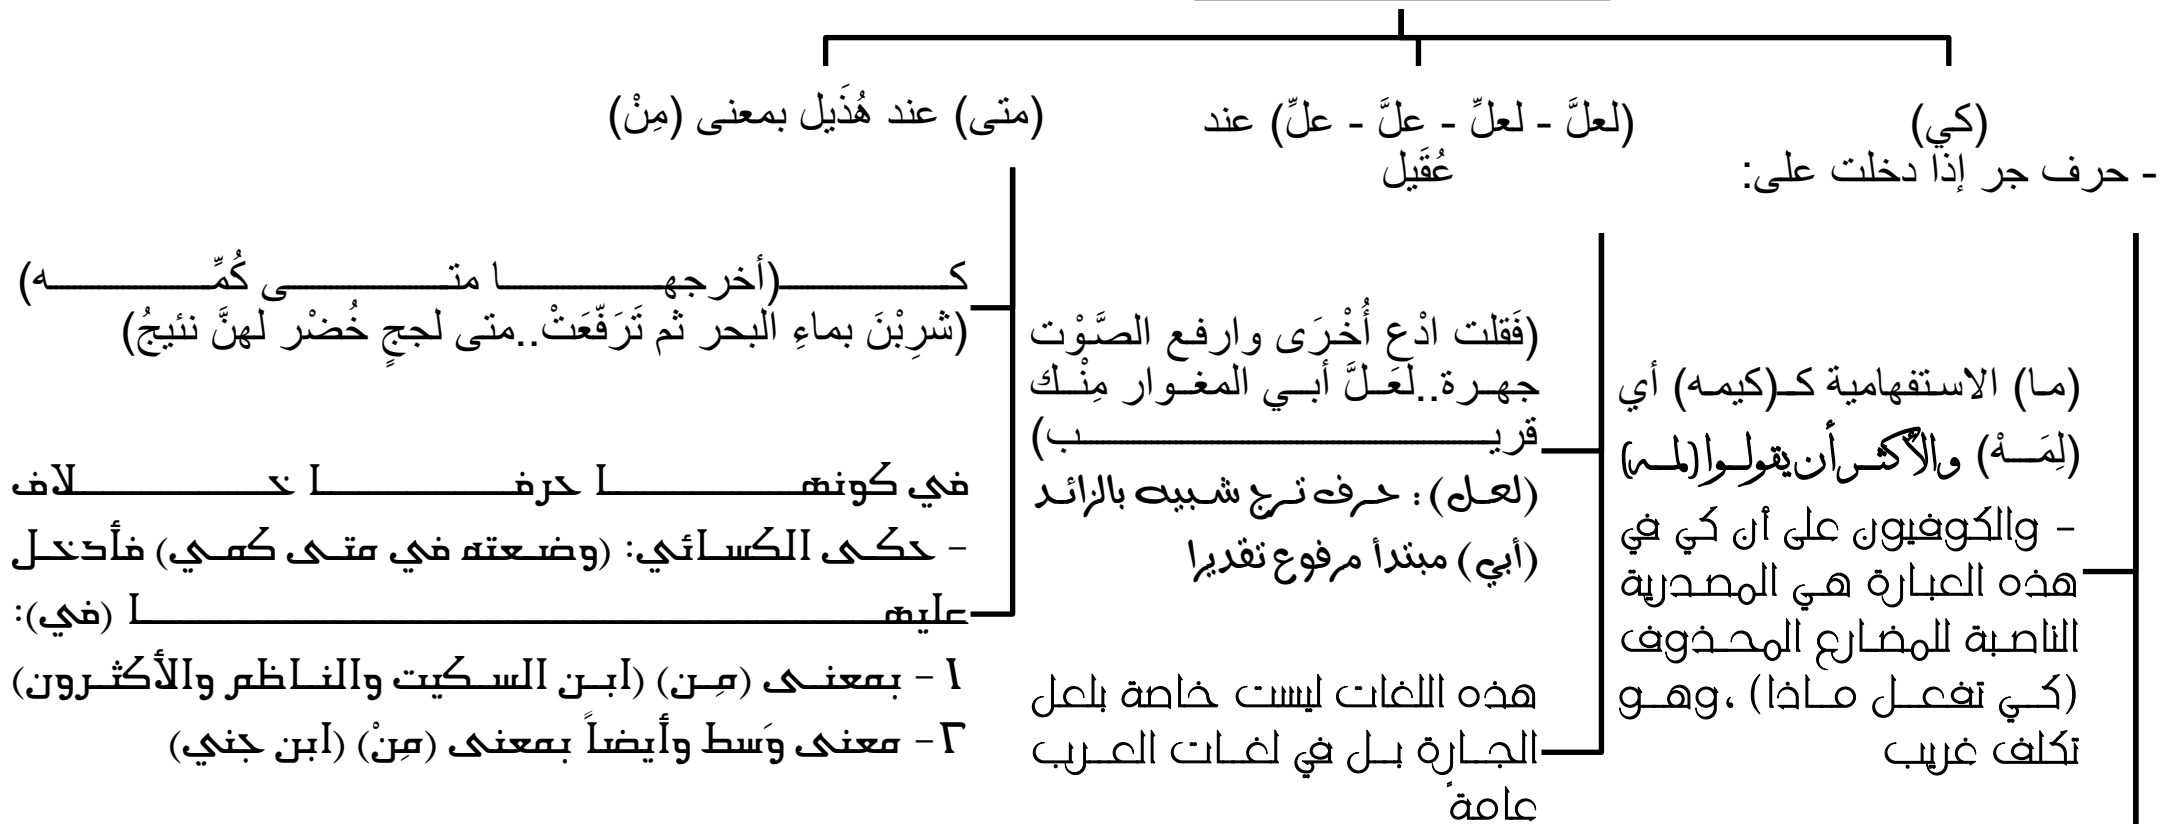 (كي)
- حرف جر إذا دخلت على:
(ما) الاستفهامية كـ(كيمه) أي
(لِمَـهْ) والأكثر أن يقولوا (لمـه)
- والكوفيون على أن كي في
هذه العبارة هي المصدرية
الناصبة للمضارع المحذوف
(كي تفعل ماذا) ،وهو
تكلف غريب
(لعلَّ - لعلِّ - علَّ - علِّ) عند
عُقَيل
(فَقلت ادْعِ أُخْرَى وارفع الصَّوْت
جهرة..لَعَلَّ أبي المغوار مِنْك
قريب)
(لعل): حرف ترج شبيه بالزائد
(أبي) مبتدأ مرفوع تقديرا
هذه اللغات ليست خاصة بلعل
الجارة بل في لغات العرب
عامةً
(متى) عند هُذَيل بمعنى (مِنْ)
كـ(أخرجها متى كُمِّه)
(شرِبْنَ بماءِ البحر ثم تَرَفّعَتْ..متى لججٍ خُضْر لهنَّ نئيجُ)
في كونها حرفا خلاف
- حكى الكسائي: (وضعته في متى كمي) فأدخل
عليها (في):
١- بمعنى (مِن) (ابن السكيت والناظم والأكثرون)
٢- معنى وَسط وأيضاً بمعنى (مِنْ) (ابن جني)